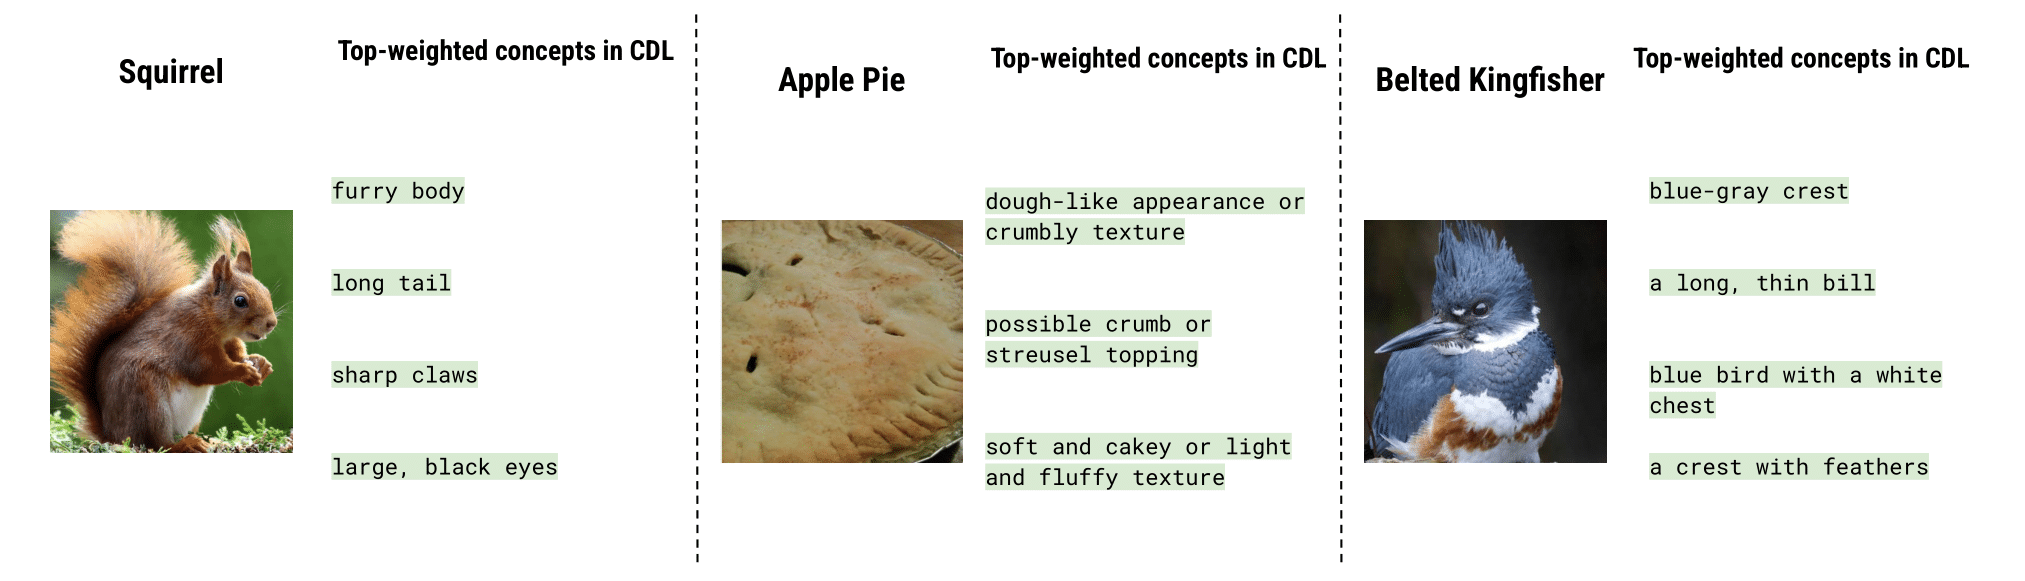 Squirrel
Top-weighted concepts in CDL
furry body
long tail
sharp claws
large, black eyes
Apple Pie
Top-weighted concepts in CDL
dough-like appearance or
crumbly texture
possible crumb or
streusel topping
soft and cakey or light
and fluffy texture
Belted Kingfisher
Top-weighted concepts in CDL
blue-gray crest
a long, thin bill
blue bird with a white
chest
a crest with feathers